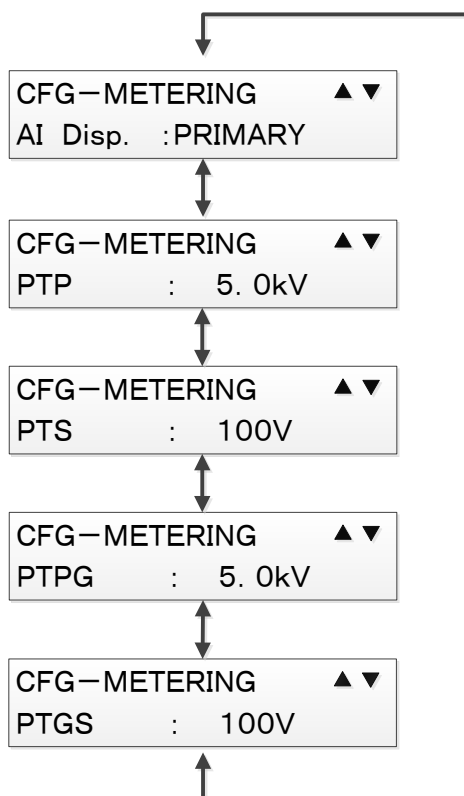 CFG－METERING ▲ ▼
AI Disp. :PRIMARY
CFG－METERING ▲ ▼
PTP : 5. 0kV
CFG－METERING ▲ ▼
PTS : 100V
CFG－METERING ▲ ▼
PTPG : 5. 0kV
CFG－METERING ▲ ▼
PTGS : 100V